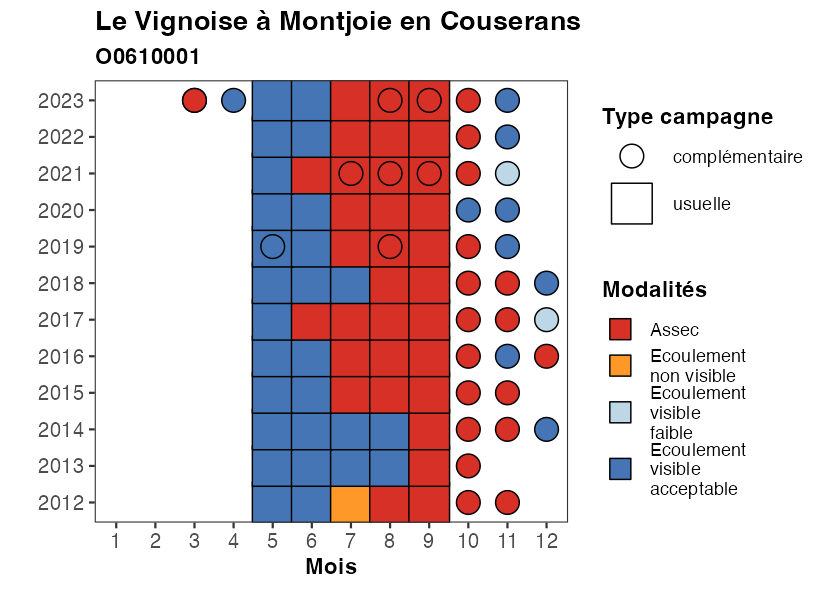 Le Vignoise à Montjoie en Couserans
O0610001
2023
2022
2021
2020
2019
2018
2017
2016
2015
2014
2013
2012
1 2 3 4 5 6 7 8 9 10 11 12
Mois
Type campagne
complémentaire
usuelle
Modalités
Assec
Ecoulement
non visible
Ecoulement
visible
faible
Ecoulement
visible
acceptable